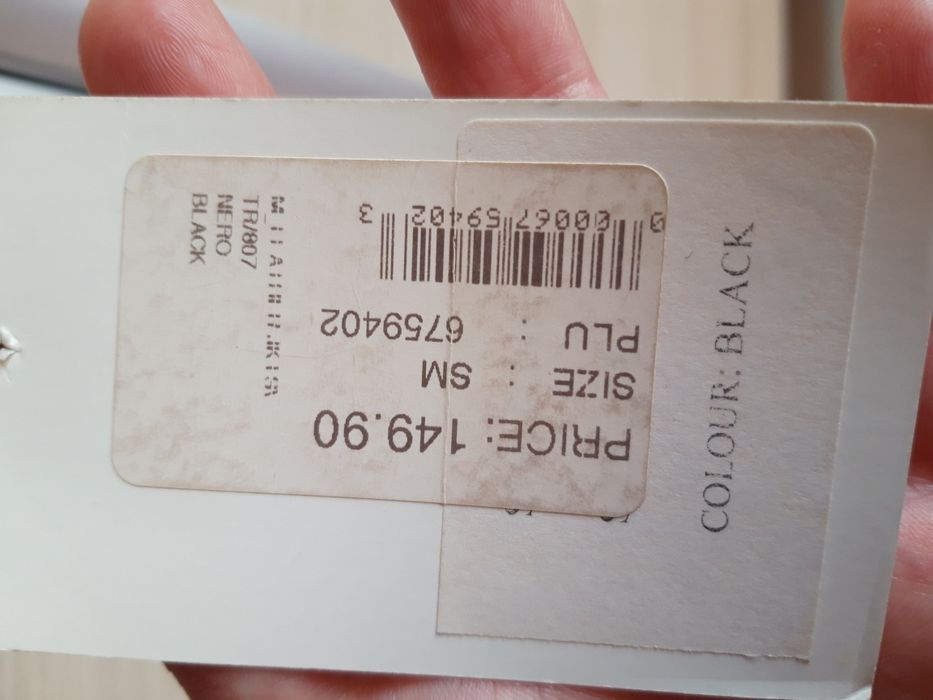 PRICE: 149.90
SIZE : SM
PLU : 6759402
0 00067 59402 3
TR/807
NERO
BLACK
COLOUR: BLACK